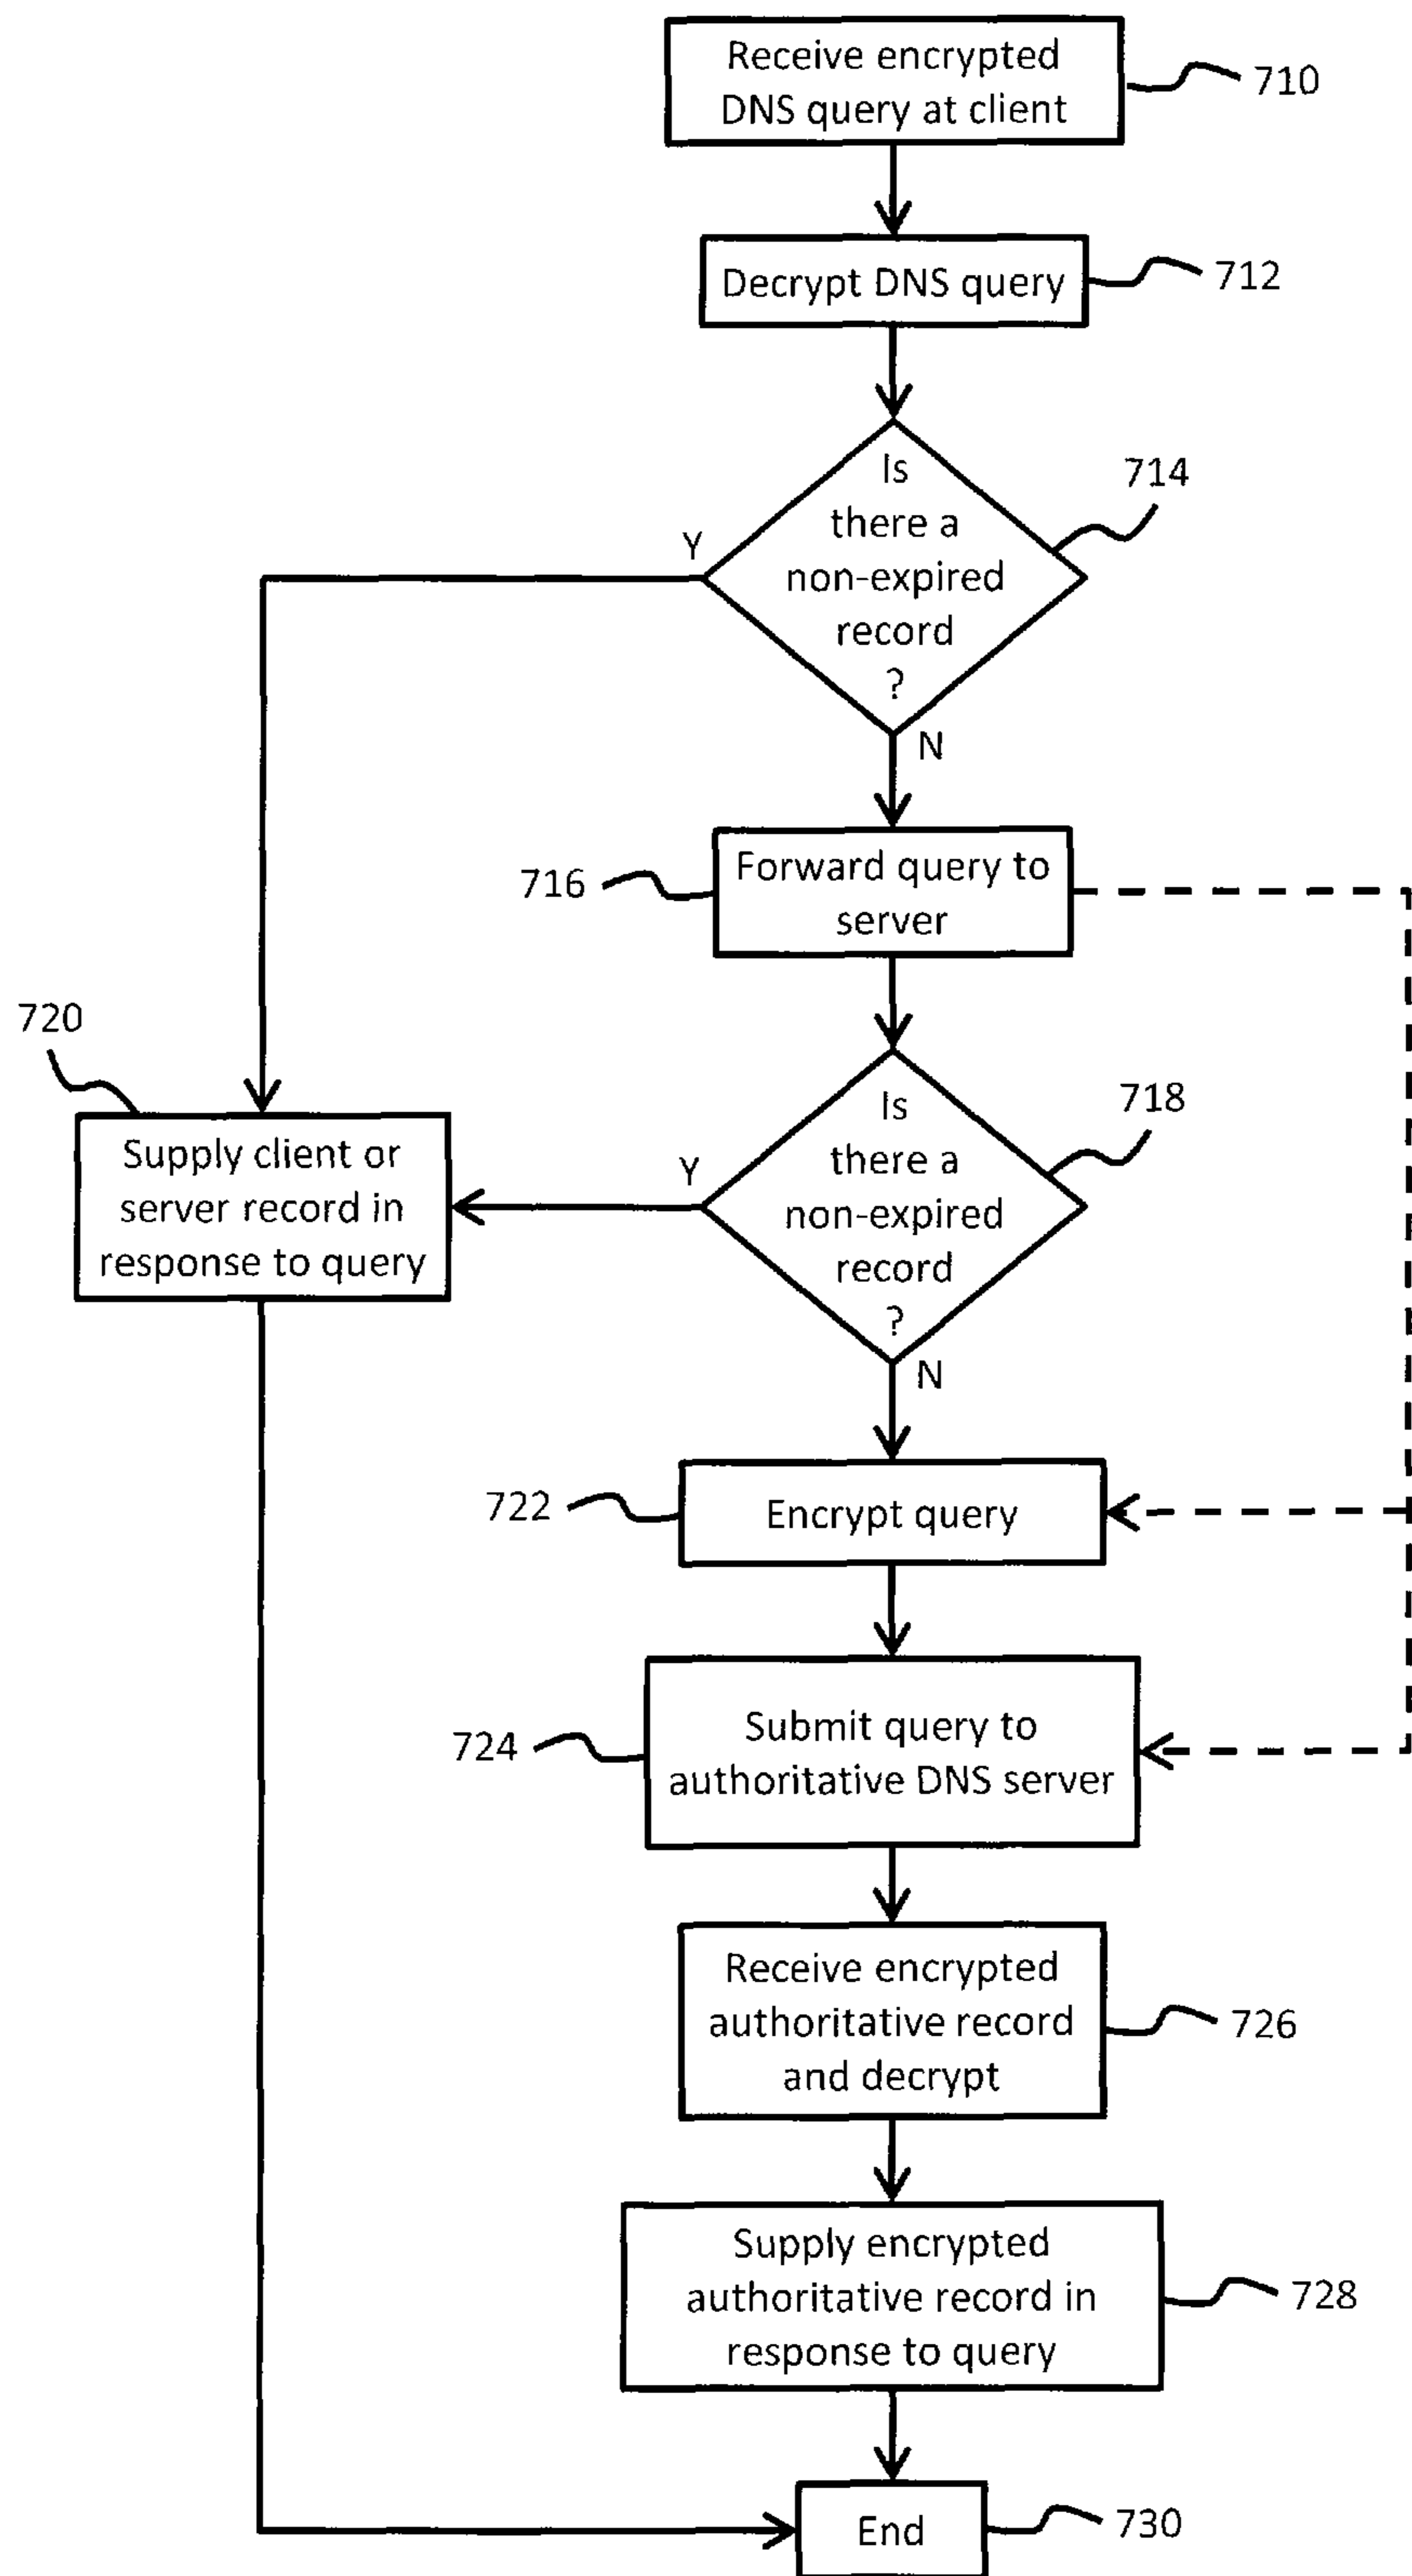 Receive encrypted
DNS query at client
710
Decrypt DNS query
712
Is
there a
non-expired
record
?
714
Y
N
716
Forward query to
server
720
Supply client or
server record in
response to query
Is
there a
non-expired
record
?
718
Y
N
722
Encrypt query
724
Submit query to
authoritative DNS server
Receive encrypted
authoritative record
and decrypt
726
Supply encrypted
authoritative record in
response to query
728
End
730